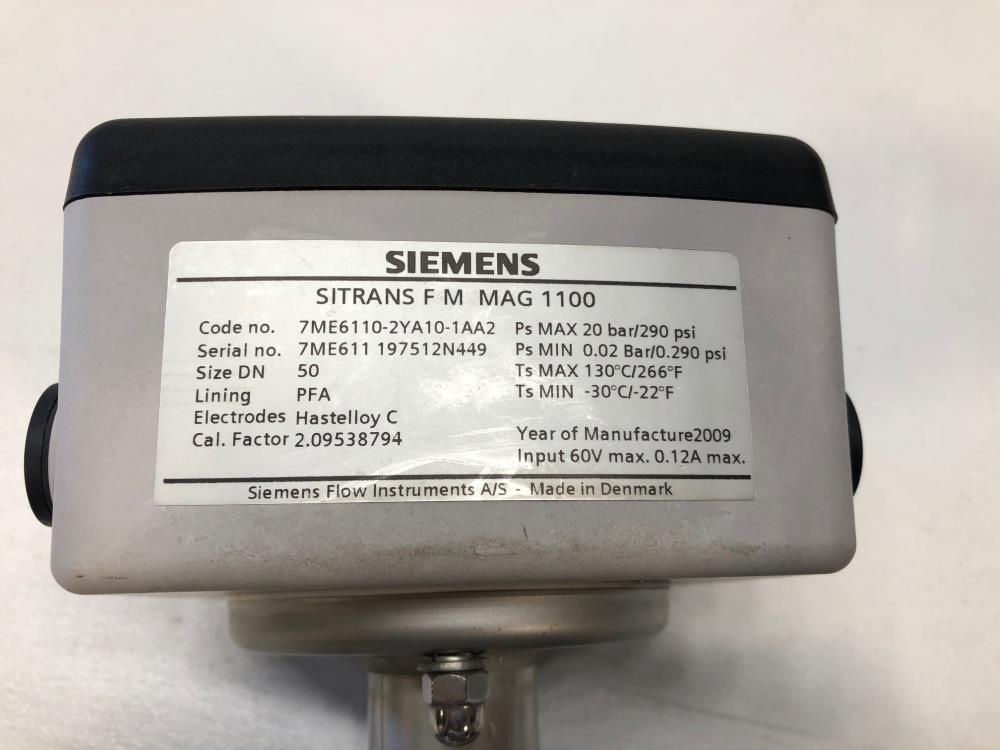 SIEMENS
SITRANS F M MAG 1100
Code no. 7ME6110-2YA10-1AA2
Serial no. 7ME611 197512N449
Size DN 50
Lining PFA
Electrodes Hastelloy C
Cal. Factor 2.09538794
Ps MAX 20 bar/290 psi
Ps MIN 0.02 Bar/0.290 psi
Ts MAX 130°C/266°F
Ts MIN -30°C/-22°F
Year of Manufacture2009
Input 60V max. 0.12A max.
Siemens Flow Instruments A/S - Made in Denmark